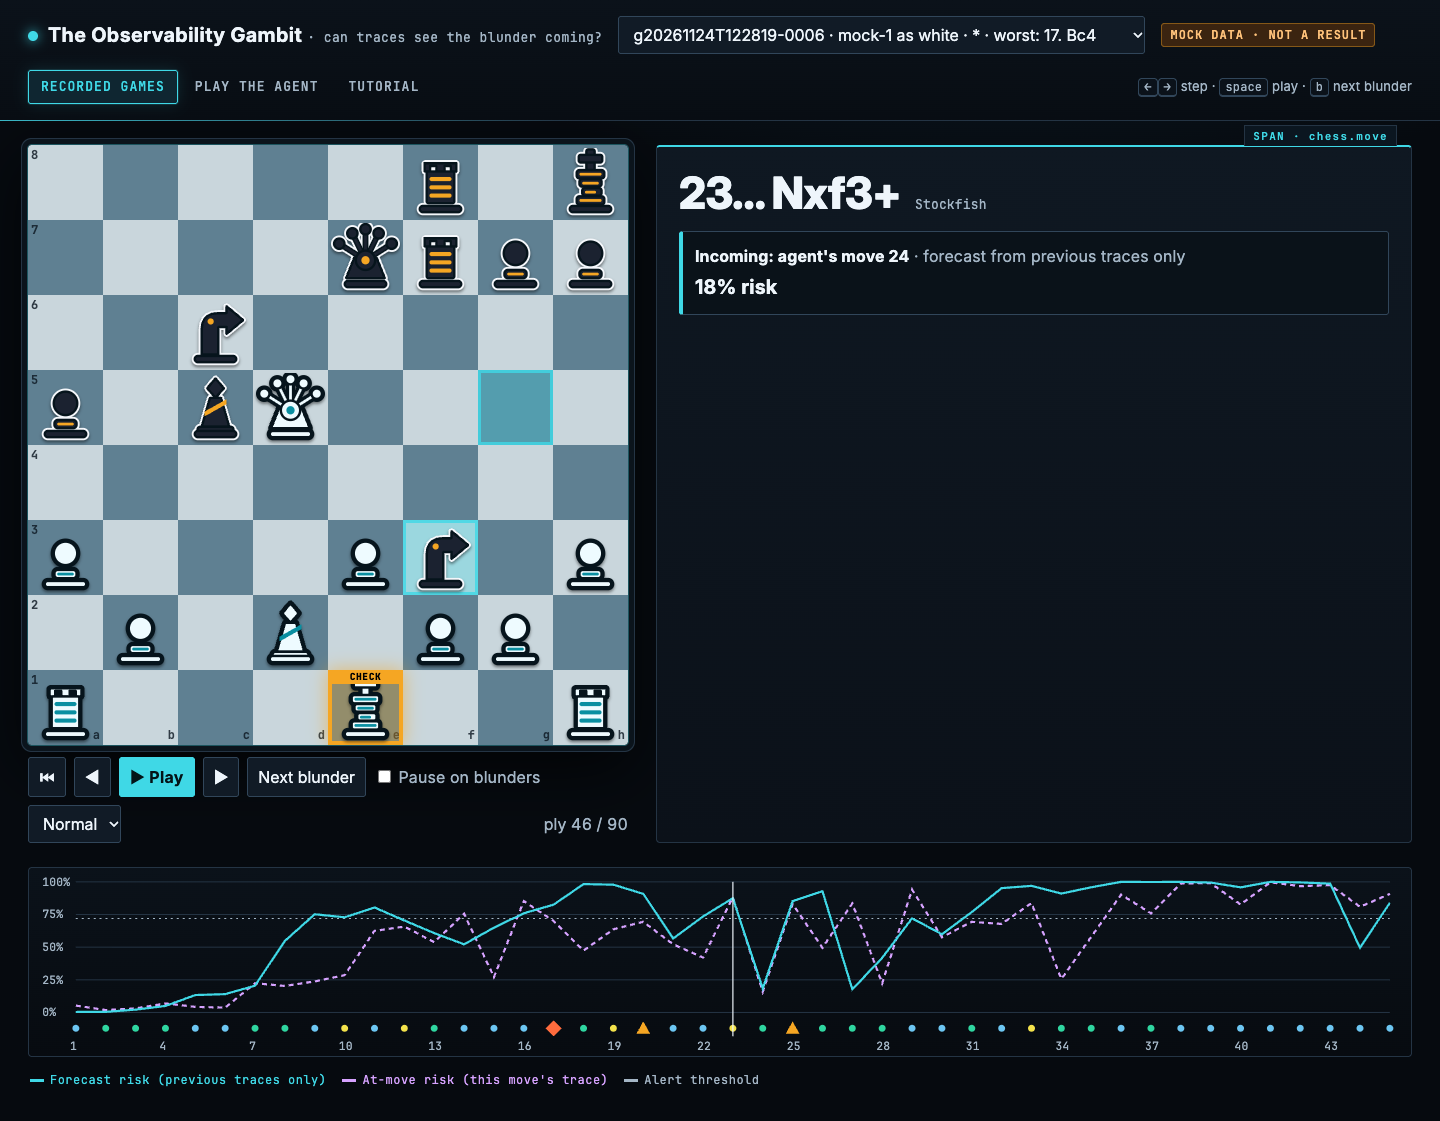 The Observability Gambit · can traces see the blunder coming?
g20261124T122819-0006 · mock-1 as white · * · worst: 17. Bc4
MOCK DATA · NOT A RESULT
RECORDED GAMES
PLAY THE AGENT
TUTORIAL
← → step · space play · b next blunder
SPAN · chess.move
8
7
6
5
4
3
2
1
CHECK
a b c d e f g h
23… Nxf3+ Stockfish
Incoming: agent's move 24 · forecast from previous traces only
18% risk
Play
Next blunder
Pause on blunders
Normal
ply 46 / 90
100%
75%
50%
25%
0%
1 4 7 10 13 16 19 22 25 28 31 34 37 40 43
Forecast risk (previous traces only)
At-move risk (this move's trace)
Alert threshold